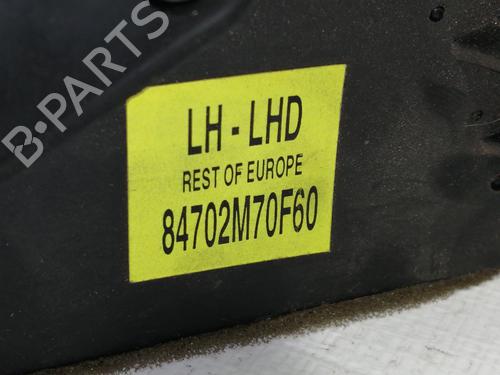 B-PARTS
LH - LHD
REST OF EUROPE
84702M70F60